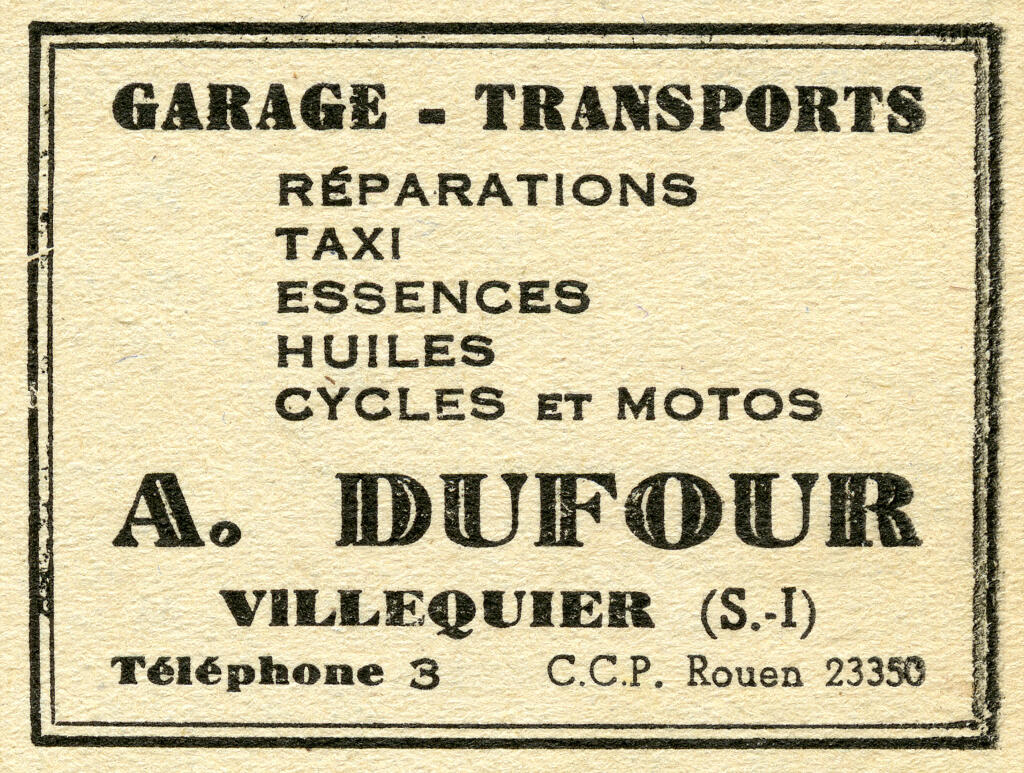 GARAGE - TRANSPORTS
RÉPARATIONS
TAXI
ESSENCES
HUILES
CYCLES ET MOTOS
A. DUFOUR
VILLEQUIER (S.-I)
Téléphone 3 C.C.P. Rouen 23350